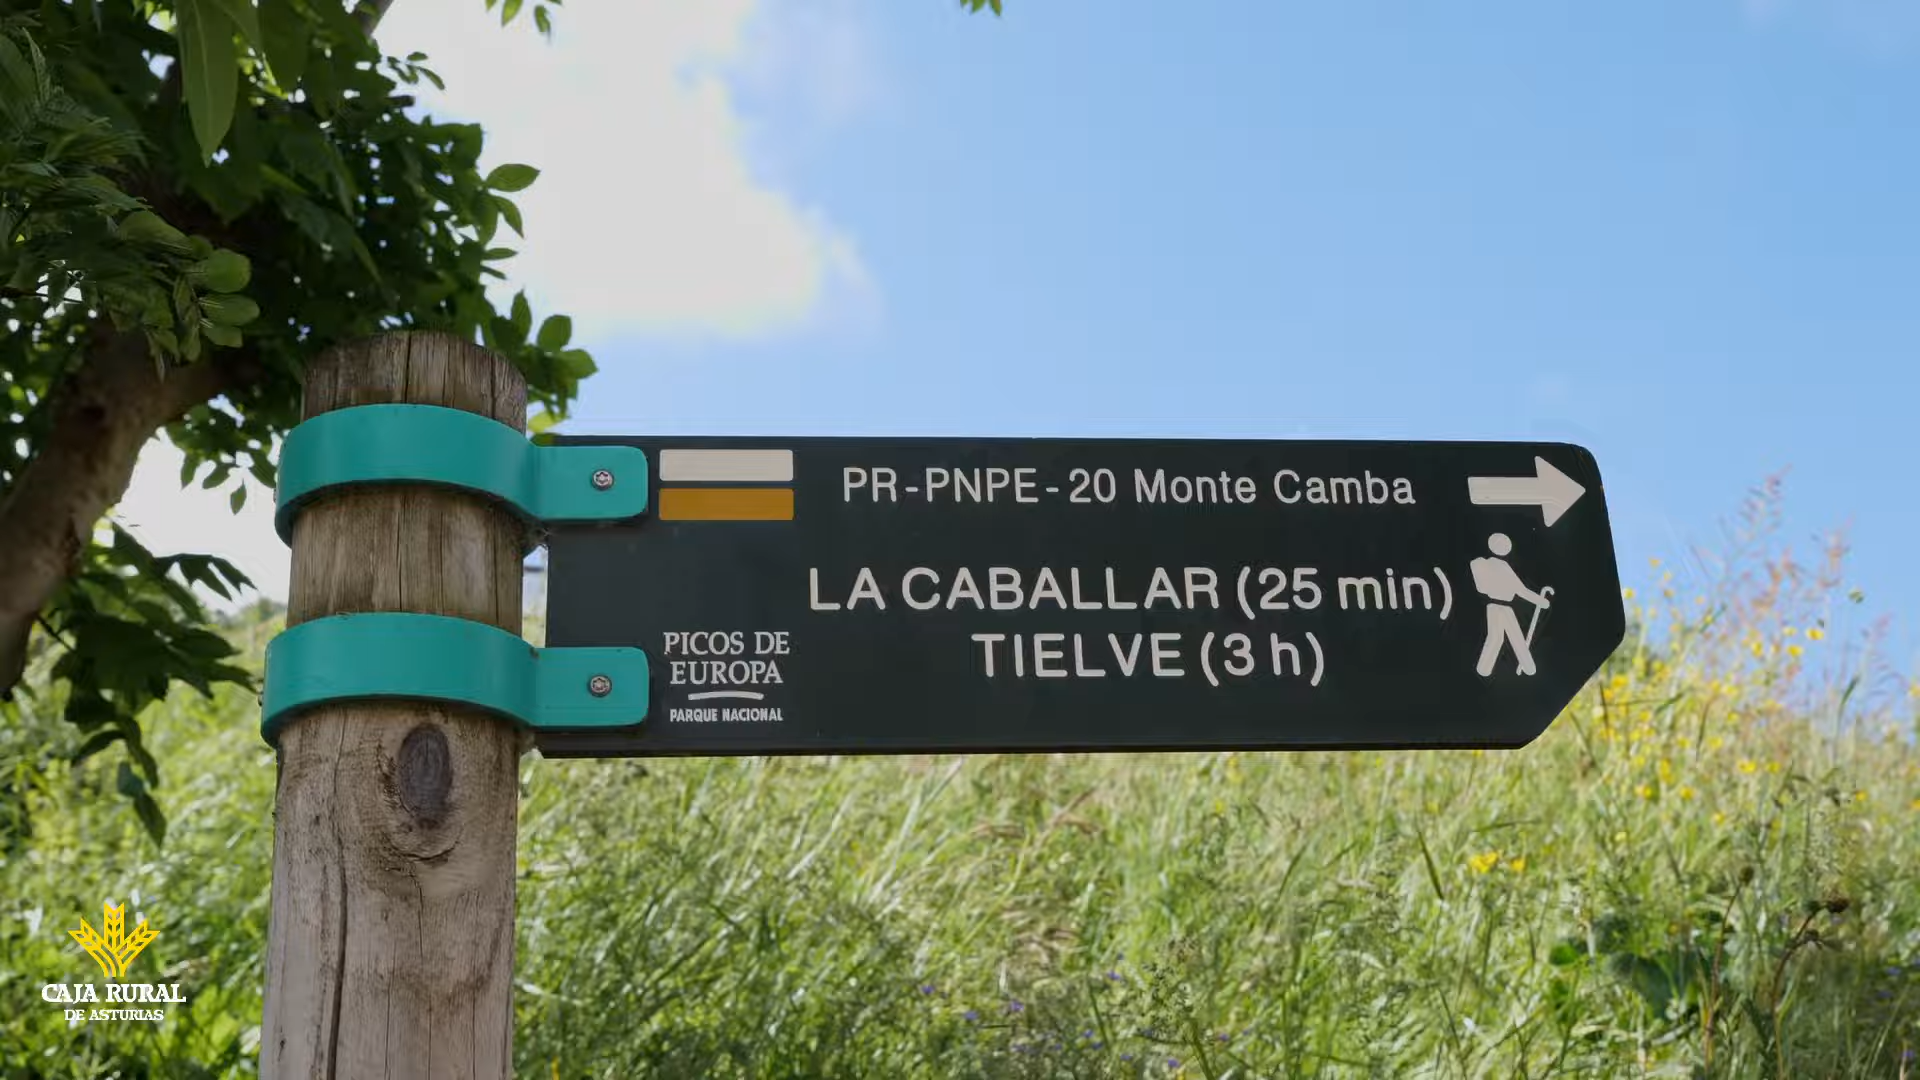 PR-PNPE-20 Monte Camba
LA CABALLAR (25 min)
TIELVE (3 h)
PICOS DE
EUROPA
PARQUE NACIONAL
CAJA RURAL
DE ASTURIAS